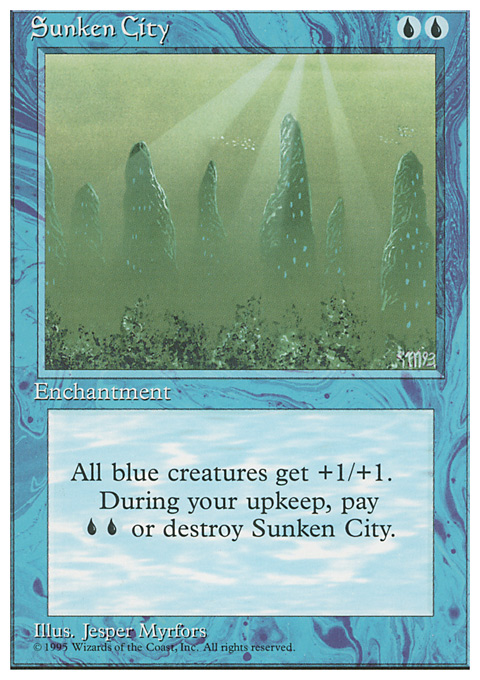 Sunken City
Enchantment
All blue creatures get +1/+1.
During your upkeep, pay
or destroy Sunken City.
Illus. Jesper Myrfors
© 1995 Wizards of the Coast, Inc. All rights reserved.